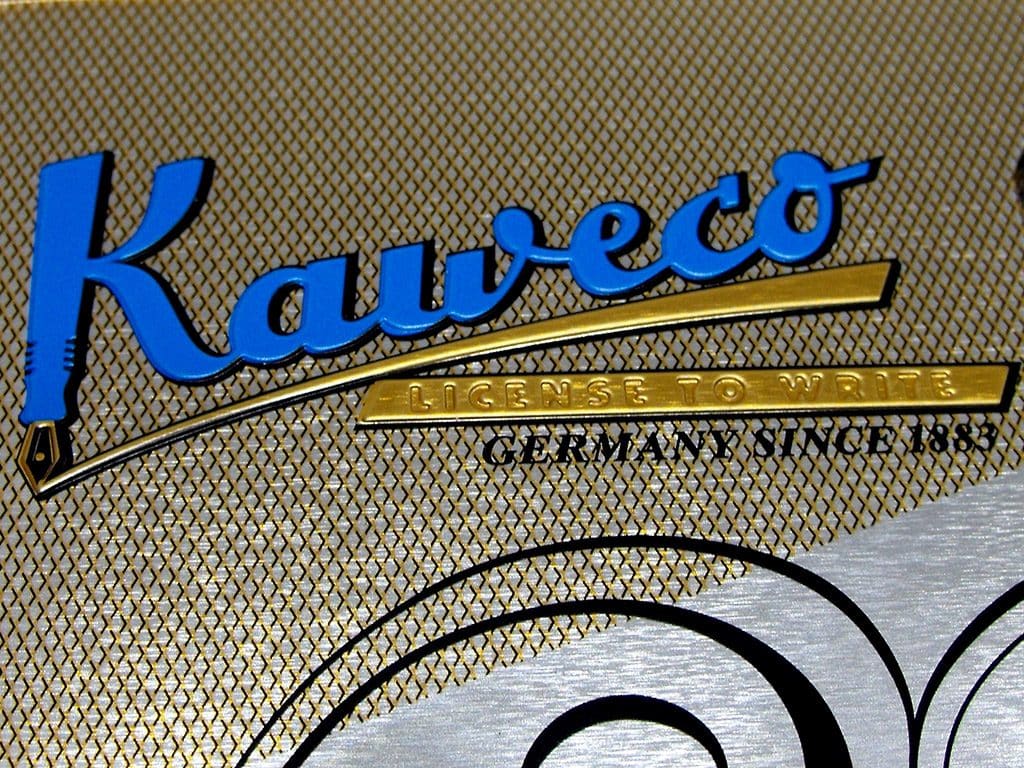 Kaweco
LICENSE TO WRITE
GERMANY SINCE 1883